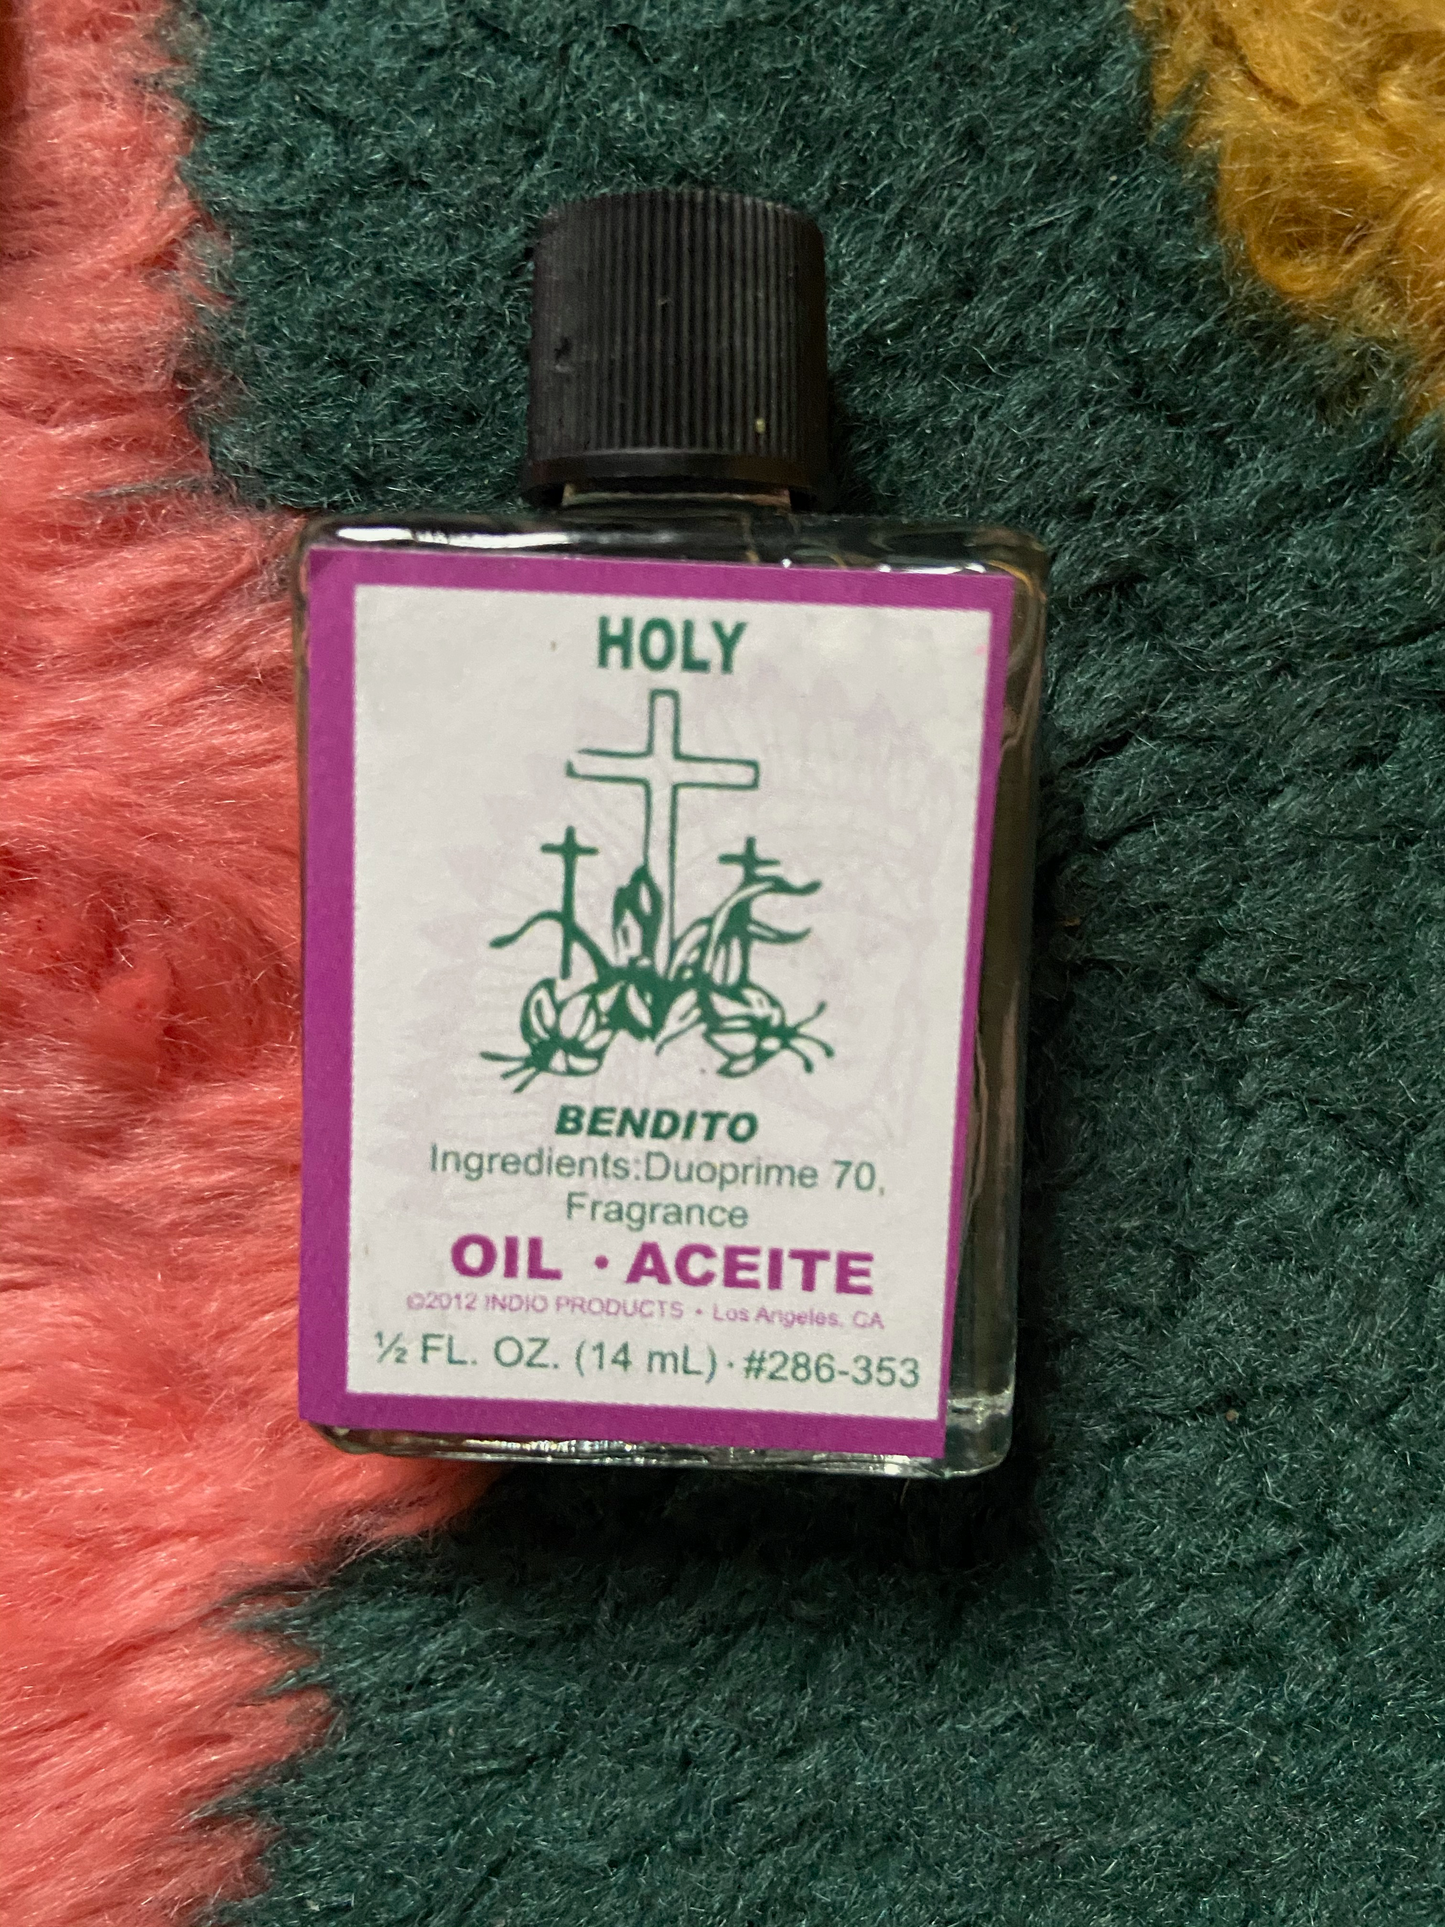 HOLY
BENDITO
Ingredients:Duoprime 70,
Fragrance
OIL • ACEITE
©2012 INDIO PRODUCTS • Los Angeles, CA
½ FL. OZ. (14 mL) · #286-353